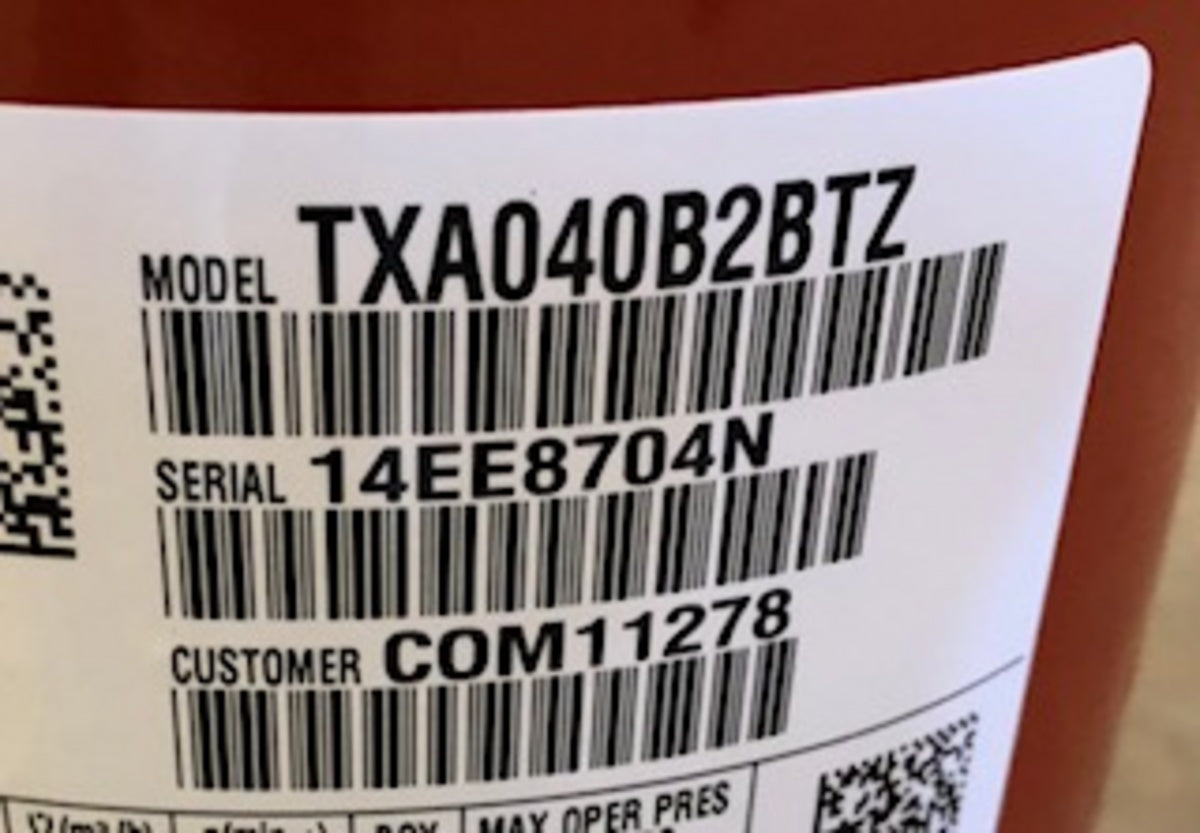 MODEL TXA040B2BTZ
SERIAL 14EE8704N
CUSTOMER COM11278
MAX OPER PRES